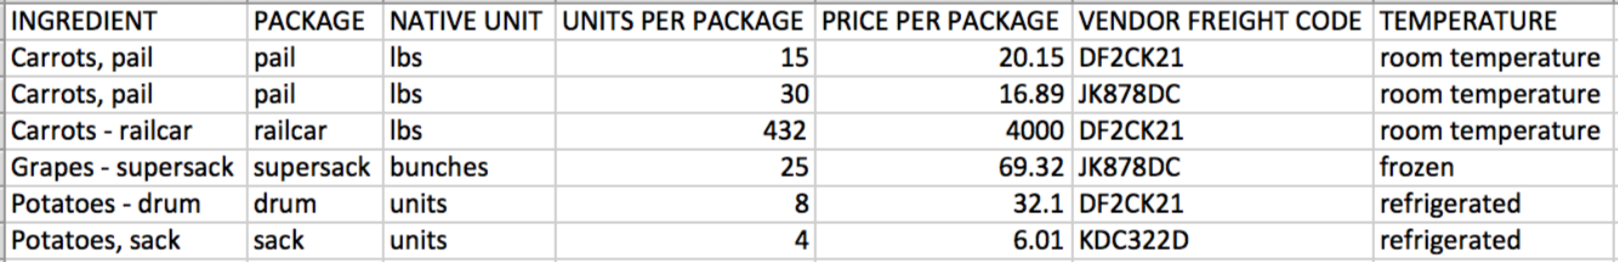 INGREDIENT PACKAGE NATIVE UNIT UNITS PER PACKAGE PRICE PER PACKAGE VENDOR FREIGHT CODE TEMPERATURE
Carrots, pail pail lbs 15 20.15 DF2CK21 room temperature
Carrots, pail pail lbs 30 16.89 JK878DC room temperature
Carrots - railcar railcar lbs 432 4000 DF2CK21 room temperature
Grapes - supersack supersack bunches 25 69.32 JK878DC frozen
Potatoes - drum drum units 8 32.1 DF2CK21 refrigerated
Potatoes, sack sack units 4 6.01 KDC322D refrigerated